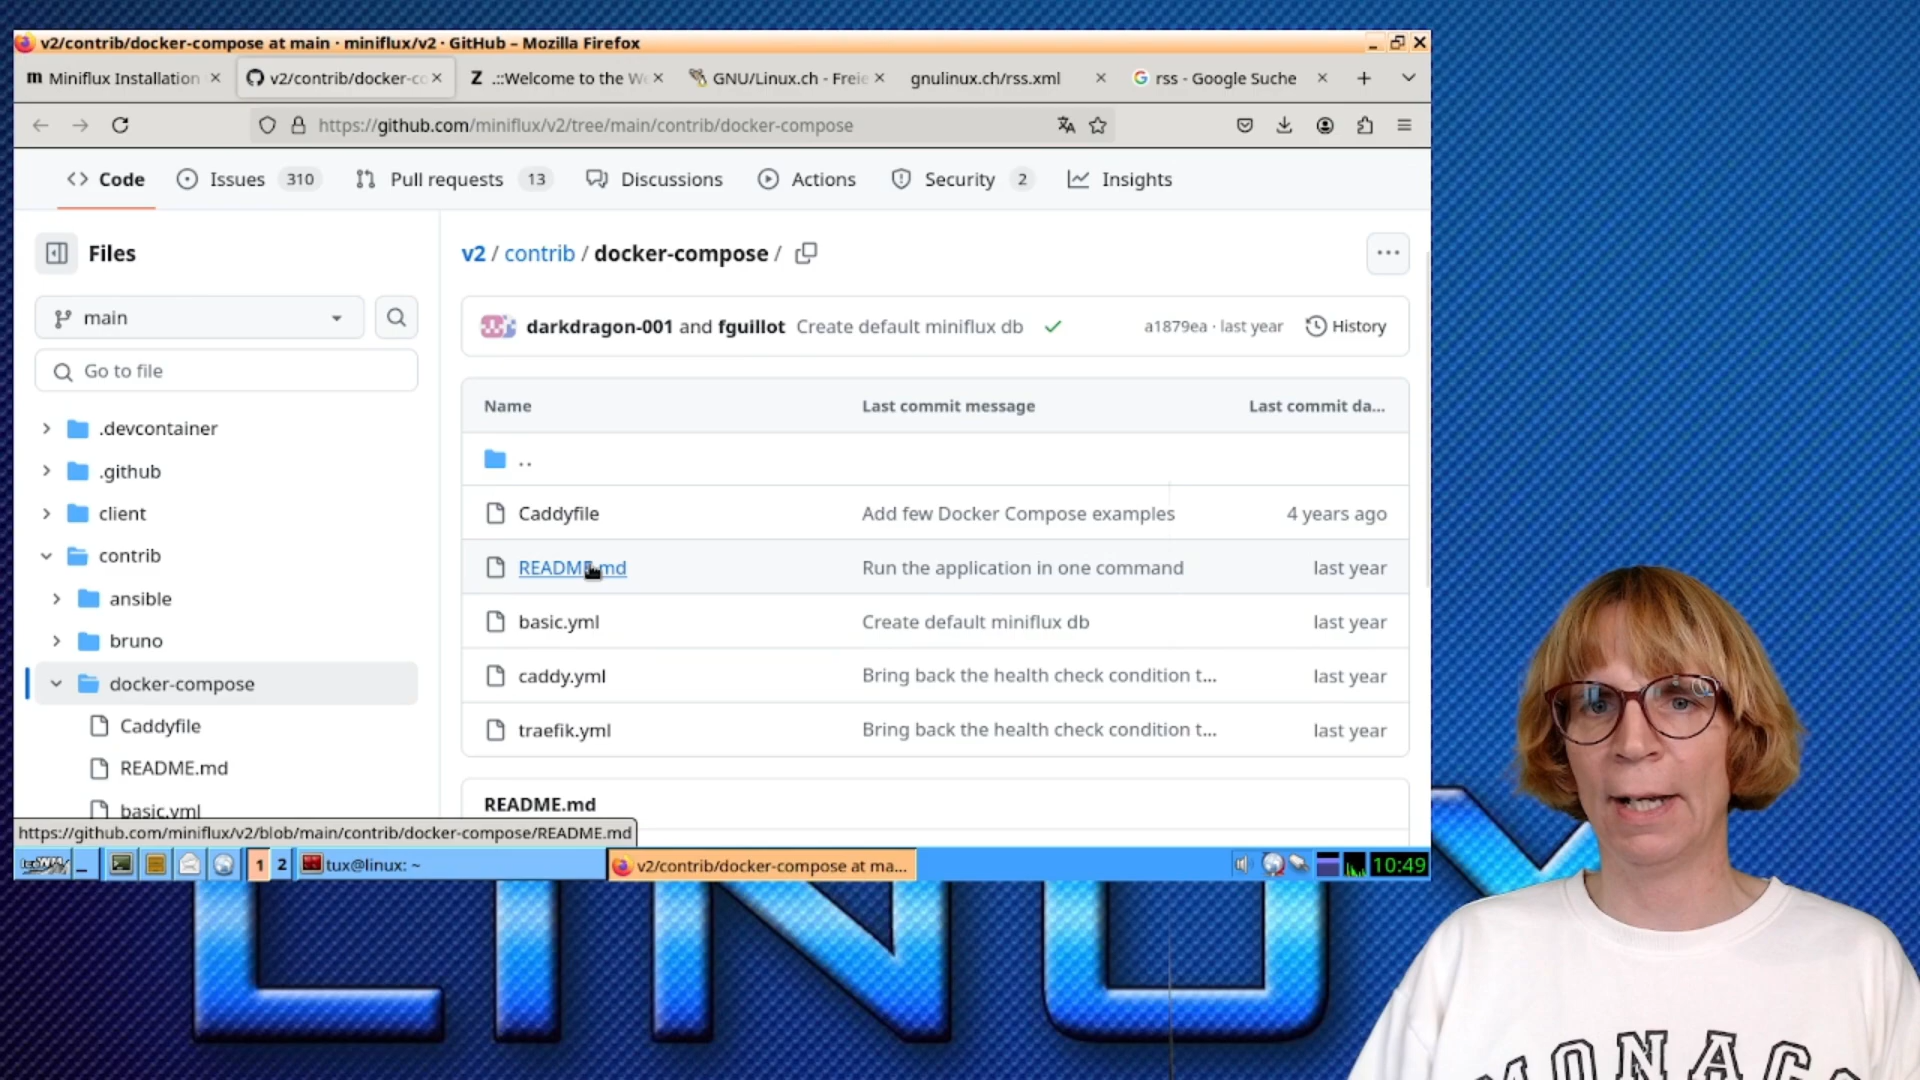 v2/contrib/docker-compose at main · miniflux/v2 · GitHub – Mozilla Firefox
m Miniflux Installation
v2/contrib/docker-co
Z .::Welcome to the We
GNU/Linux.ch - Freie
gnulinux.ch/rss.xml
rss - Google Suche
https://github.com/miniflux/v2/tree/main/contrib/docker-compose
Code
Issues 310
Pull requests 13
Discussions
Actions
Security 2
Insights
Files
main
Go to file
.devcontainer
.github
client
contrib
ansible
bruno
docker-compose
Caddyfile
README.md
basic.yml
v2 / contrib / docker-compose /
darkdragon-001 and fguillot Create default miniflux db
a1879ea · last year
History
Name Last commit message Last commit da...
..
Caddyfile Add few Docker Compose examples 4 years ago
README.md Run the application in one command last year
basic.yml Create default miniflux db last year
caddy.yml Bring back the health check condition t... last year
traefik.yml Bring back the health check condition t... last year
README.md
https://github.com/miniflux/v2/blob/main/contrib/docker-compose/README.md
IceWM
1 2
tux@linux: ~
v2/contrib/docker-compose at ma...
10:49
LINUX
MONACO